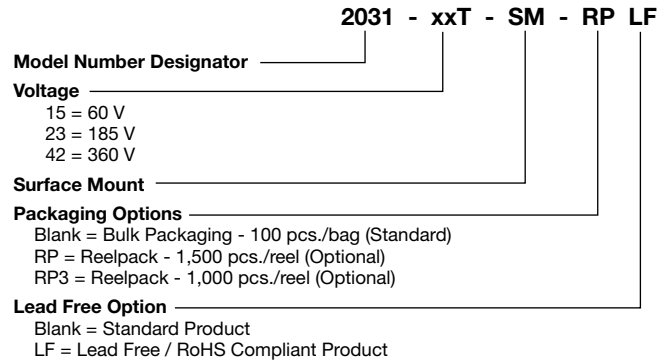 2031 - xxT - SM - RP LF
Model Number Designator
Voltage
15 = 60 V
23 = 185 V
42 = 360 V
Surface Mount
Packaging Options
Blank = Bulk Packaging - 100 pcs./bag (Standard)
RP = Reelpack - 1,500 pcs./reel (Optional)
RP3 = Reelpack - 1,000 pcs./reel (Optional)
Lead Free Option
Blank = Standard Product
LF = Lead Free / RoHS Compliant Product